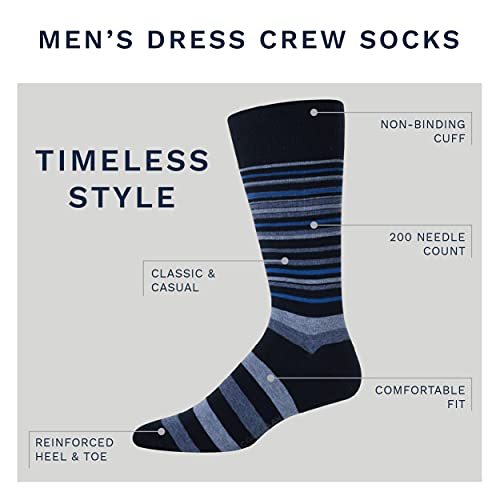 MEN'S DRESS CREW SOCKS
TIMELESS
STYLE
NON-BINDING
CUFF
200 NEEDLE
COUNT
CLASSIC &
CASUAL
COMFORTABLE
FIT
REINFORCED
HEEL & TOE